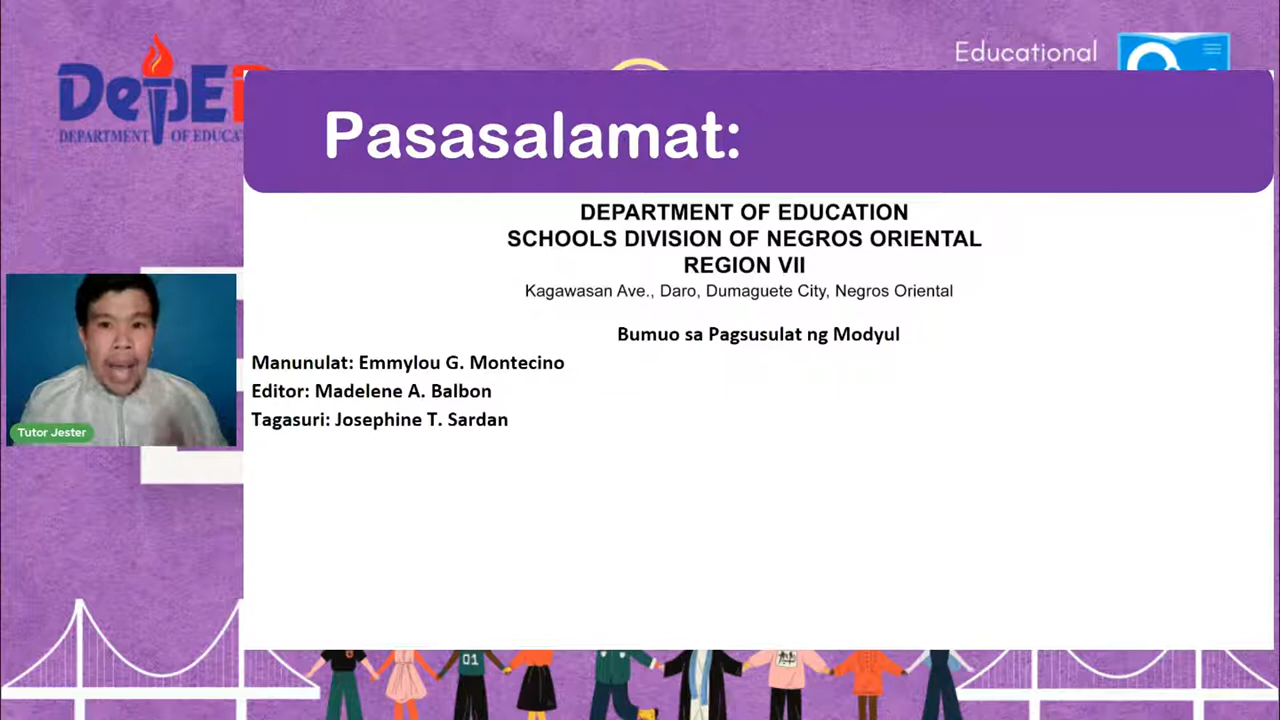 DepE
DEPARTMENT OF EDUCA
Educational
Pasasalamat:
DEPARTMENT OF EDUCATION
SCHOOLS DIVISION OF NEGROS ORIENTAL
REGION VII
Kagawasan Ave., Daro, Dumaguete City, Negros Oriental
Bumuo sa Pagsusulat ng Modyul
Manunulat: Emmylou G. Montecino
Editor: Madelene A. Balbon
Tagasuri: Josephine T. Sardan
Tutor Jester
01